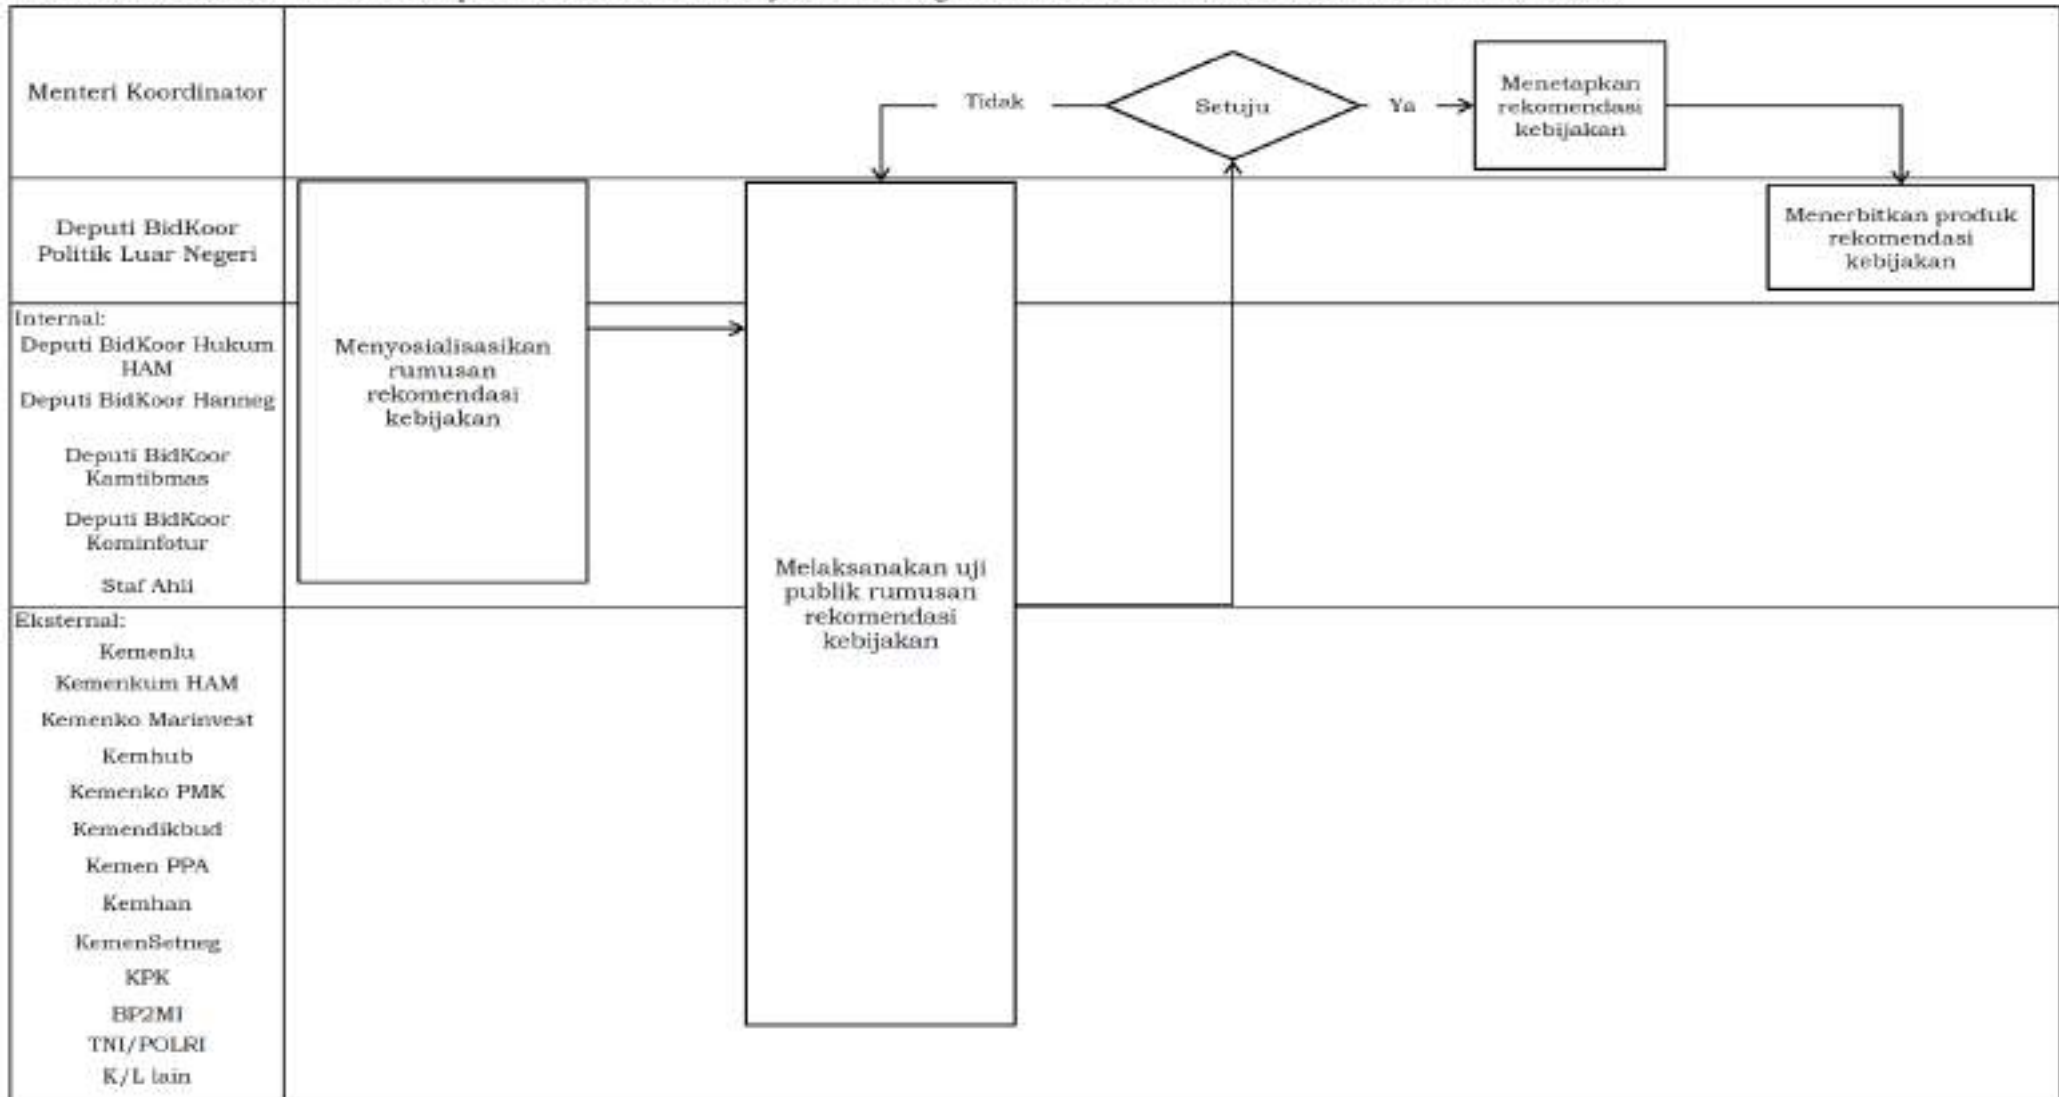 Menteri Koordinator
Tidak
Setuju
Ya
Menetapkan
rekomendasi
kebijakan
Deputi BidKoor
Politik Luar Negeri
Menerbitkan produk
rekomendasi
kebijakan
Internal:
Deputi BidKoor Hukum
HAM
Deputi BidKoor Hanneg
Deputi BidKoor
Kamtibmas
Deputi BidKoor
Kominfotur
Staf Ahli
Menyosialisasikan
rumusan
rekomendasi
kebijakan
Melaksanakan uji
publik rumusan
rekomendasi
kebijakan
Eksternal:
Kemenlu
Kemenkum HAM
Kemenko Marinvest
Kemhub
Kemenko PMK
Kemendikbud
Kemen PPA
Kemhan
KemenSetneg
KPK
BP2MI
TNI/POLRI
K/L lain